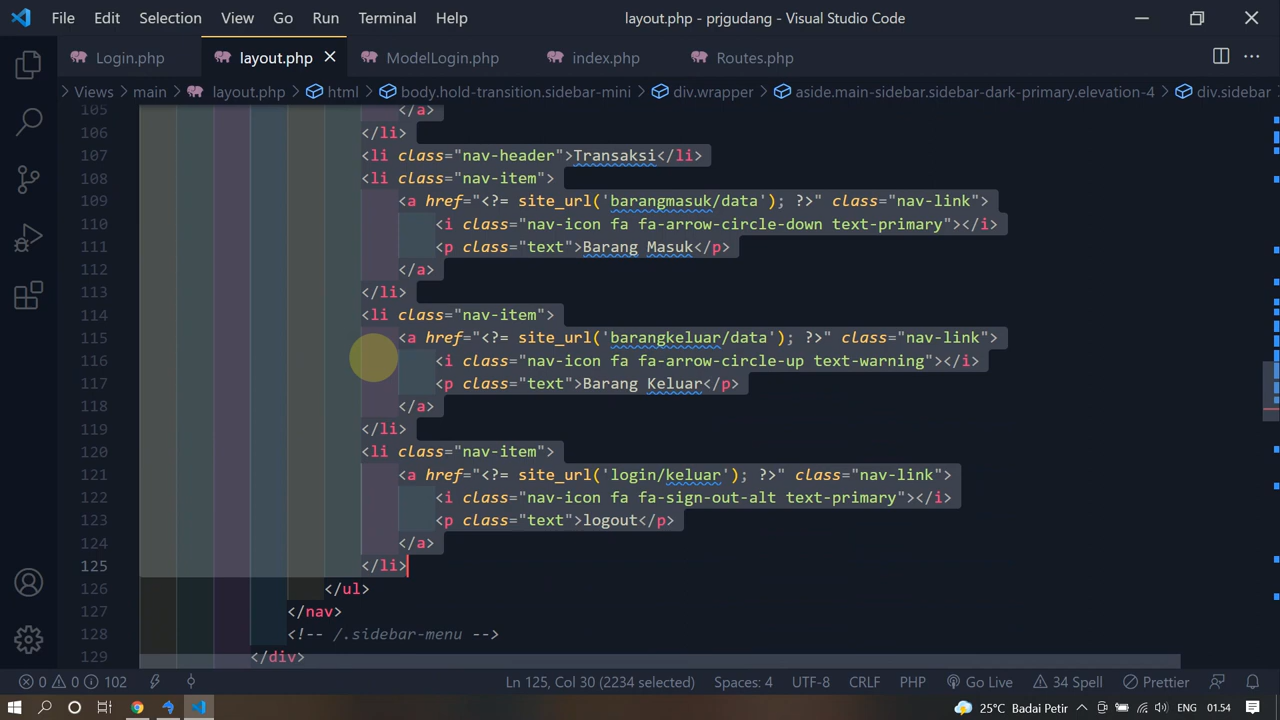 File Edit Selection View Go Run Terminal Help layout.php - prjgudang - Visual Studio Code
Login.php layout.php ModelLogin.php index.php Routes.php
Views > main > layout.php > html > body.hold-transition.sidebar-mini > div.wrapper > aside.main-sidebar.sidebar-dark-primary.elevation-4 > div.sidebar
105 </a>
106 </li>
107 <li class="nav-header">Transaksi</li>
108 <li class="nav-item">
109 <a href="<?= site_url('barangmasuk/data'); ?>" class="nav-link">
110 <i class="nav-icon fa fa-arrow-circle-down text-primary"></i>
111 <p class="text">Barang Masuk</p>
112 </a>
113 </li>
114 <li class="nav-item">
115 <a href="<?= site_url('barangkeluar/data'); ?>" class="nav-link">
116 <i class="nav-icon fa fa-arrow-circle-up text-warning"></i>
117 <p class="text">Barang Keluar</p>
118 </a>
119 </li>
120 <li class="nav-item">
121 <a href="<?= site_url('login/keluar'); ?>" class="nav-link">
122 <i class="nav-icon fa fa-sign-out-alt text-primary"></i>
123 <p class="text">logout</p>
124 </a>
125 </li>
126 </ul>
127 </nav>
128 <!-- /.sidebar-menu -->
129 </div>
0 0 102 Ln 125, Col 30 (2234 selected) Spaces: 4 UTF-8 CRLF PHP Go Live 34 Spell Prettier
25°C Badai Petir ENG 01.54